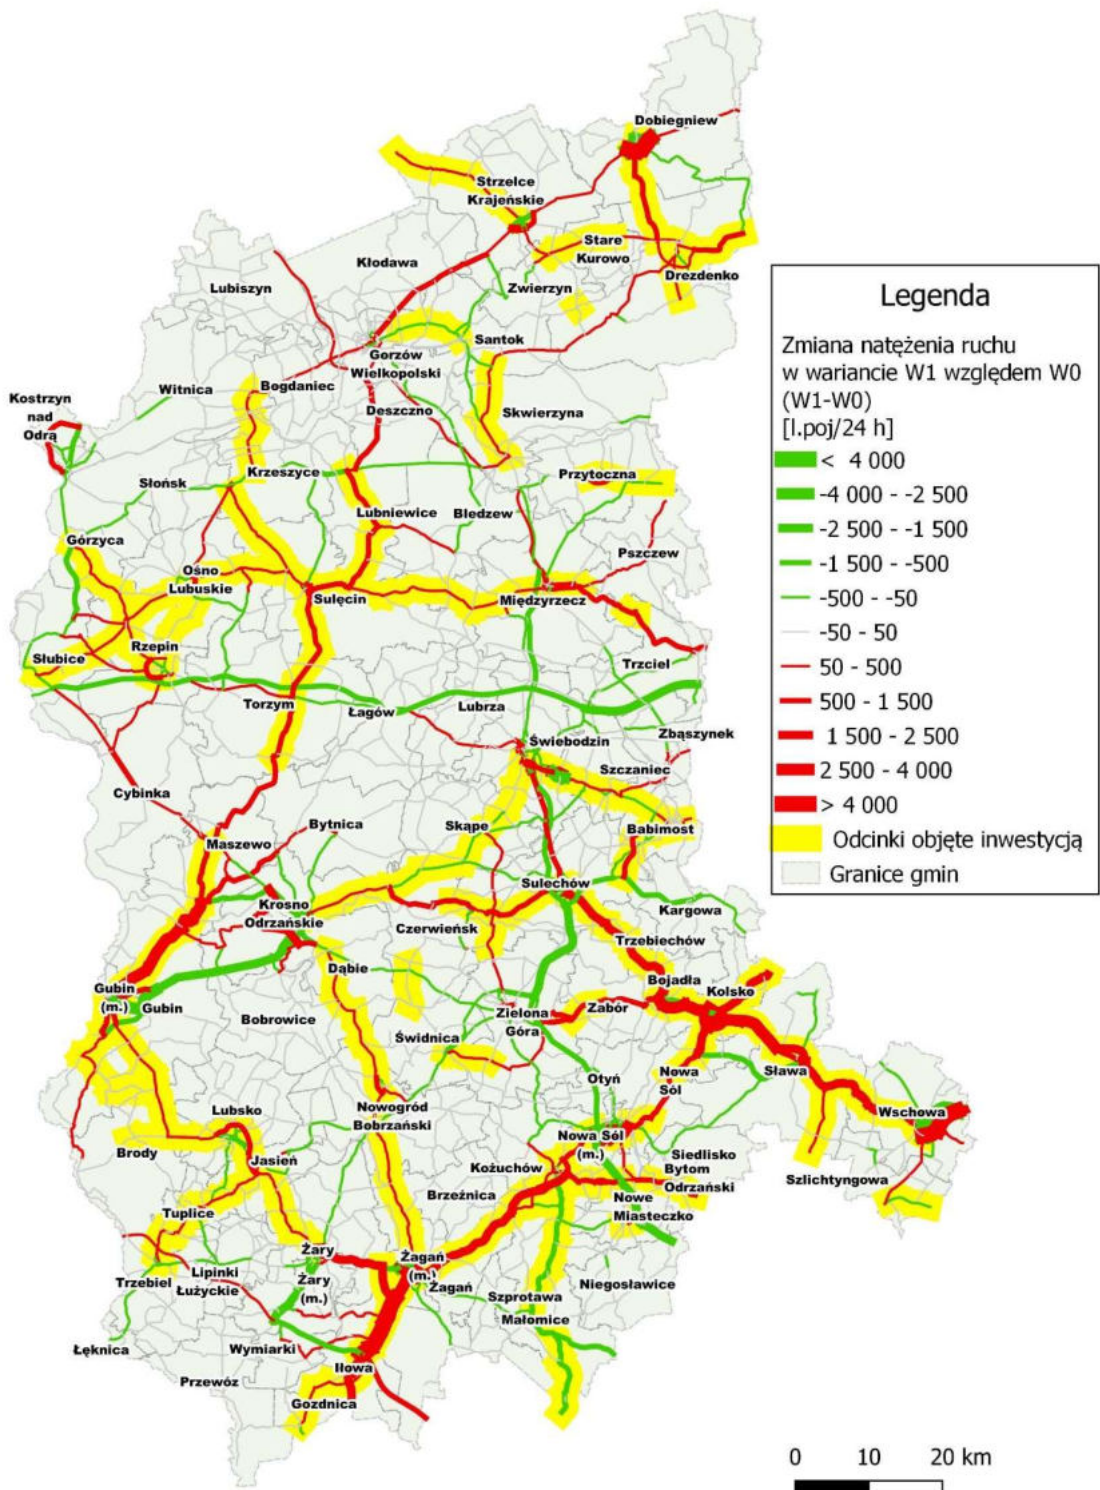 Dobiegniew
Strzelce
Krajeńskie
Stare
Kurowo
Kłodawa
Drezdenko
Lubiszyn
Zwierzyn
Santok
Gorzów
Wielkopolski
Witnica
Bogdaniec
Kostrzyn
nad
Odrą
Deszczno
Skwierzyna
Krzeszyce
Przytoczna
Słońsk
Lubniewice
Bledzew
Górzyca
Pszczew
Ośno
Lubuskie
Sulęcin
Międzyrzecz
Rzepin
Słubice
Trzciel
Torzym
Łagów
Lubrza
Świebodzin
Zbąszynek
Szczaniec
Cybinka
Bytnica
Skąpe
Babimost
Maszewo
Sulechów
Krosno
Odrzańskie
Kargowa
Czerwieńsk
Trzebiechów
Dąbie
Bojadła
Kolsko
Gubin
(m.)
Gubin
Zabór
Zielona
Góra
Bobrowice
Świdnica
Otyń
Nowa
Sól
Sława
Lubsko
Nowogród
Bobrzański
Wschowa
Nowa Sól
(m.)
Brody
Jasień
Siedlisko
Kożuchów
Bytom
Odrzański
Szlichtyngowa
Brzeźnica
Nowe
Miasteczko
Tuplice
Żary
Żagań
(m.)
Żagań
Trzebiel
Lipinki
Łużyckie
Żary
(m.)
Niegosławice
Szprotawa
Małomice
Łęknica
Wymiarki
Przewóz
Iłowa
Gozdnica
Legenda
Zmiana natężenia ruchu
w wariancie W1 względem W0
(W1-W0)
[l.poj/24 h]
< 4 000
-4 000 - -2 500
-2 500 - -1 500
-1 500 - -500
-500 - -50
-50 - 50
50 - 500
500 - 1 500
1 500 - 2 500
2 500 - 4 000
> 4 000
Odcinki objęte inwestycją
Granice gmin
0 10 20 km